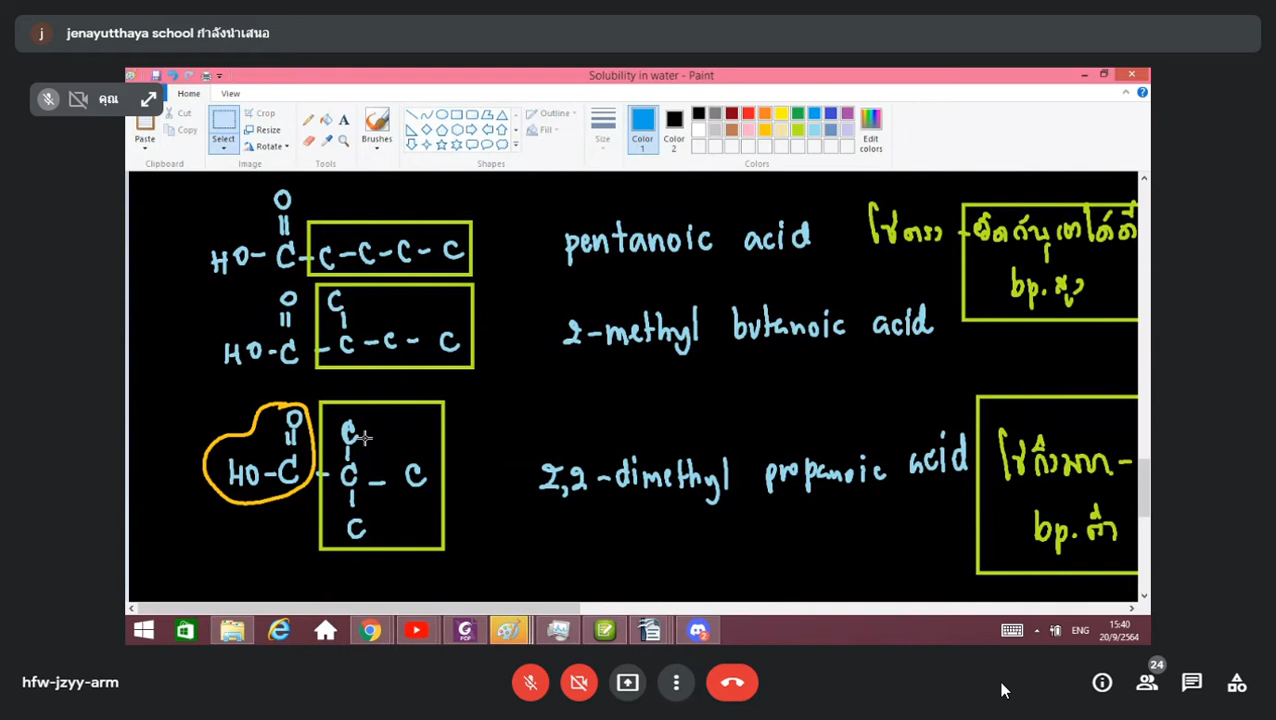 j jenayutthaya school กำลังนำเสนอ
Solubility in water - Paint
คุณ
Home View
Paste
Cut
Copy
Select
Crop
Resize
Rotate
A
Brushes
Outline
Fill
Size
Color 1
Color 2
Edit colors
Clipboard Image Tools Shapes Colors
O
HO-C-C-C-C-C
pentanoic acid
โซ่ตรง - ยึดกัน
bp. สูง
O C
HO-C-C-C-C
2-methyl butanoic acid
O C
HO-C-C-C
C
2,2-dimethyl propanoic acid
โซ่กิ่งมาก-
bp. ต่ำ
PDF
2
ENG
15:40
20/9/2564
hfw-jzyy-arm
24